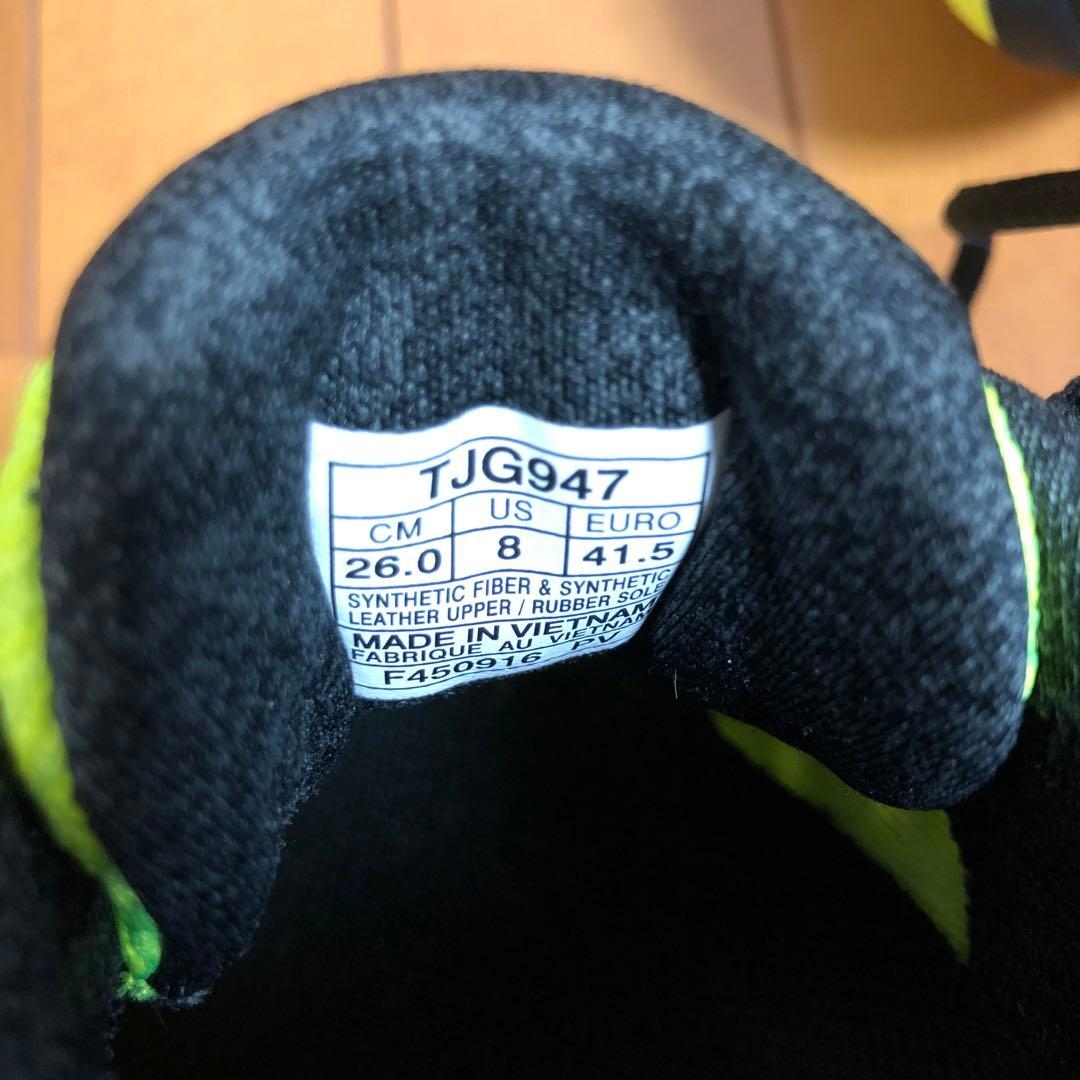 TJG947
CM US EURO
26.0 8 41.5
SYNTHETIC FIBER & SYNTHETIC
LEATHER UPPER / RUBBER SOLE
MADE IN VIETNAM
FABRIQUE AU VIETNAM
F450916 PV